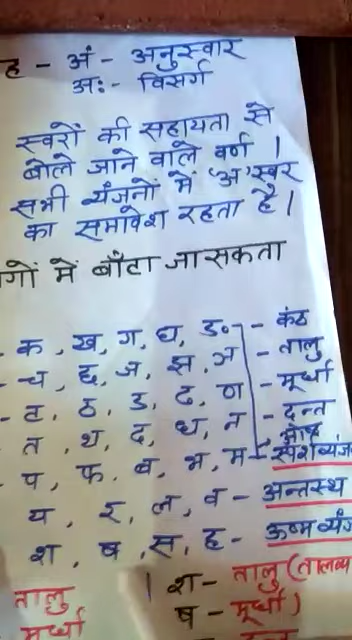 ह - अं - अनुस्वार
अः - विसर्ग
स्वरों की सहायता से
बोले जाने वाले वर्ण ।
सभी व्यंजनों में 'अ' स्वर
का समावेश रहता है ।
में बाँटा जा सकता
- क , ख , ग , घ , ङ - कंठ
- च , छ , ज , झ , ञ - तालु
- ट , ठ , ड , ढ , ण - मूर्धा
त , थ , द , ध , न - दन्त
ओष्ठ
प , फ , ब , भ , म - स्पर्शव्यंज
य , र , ल , व - अन्तस्थ
श , ष , स , ह - ऊष्म व्यं
तालु | श - तालु (तालव्य
मूर्धा ष - मूर्धा )